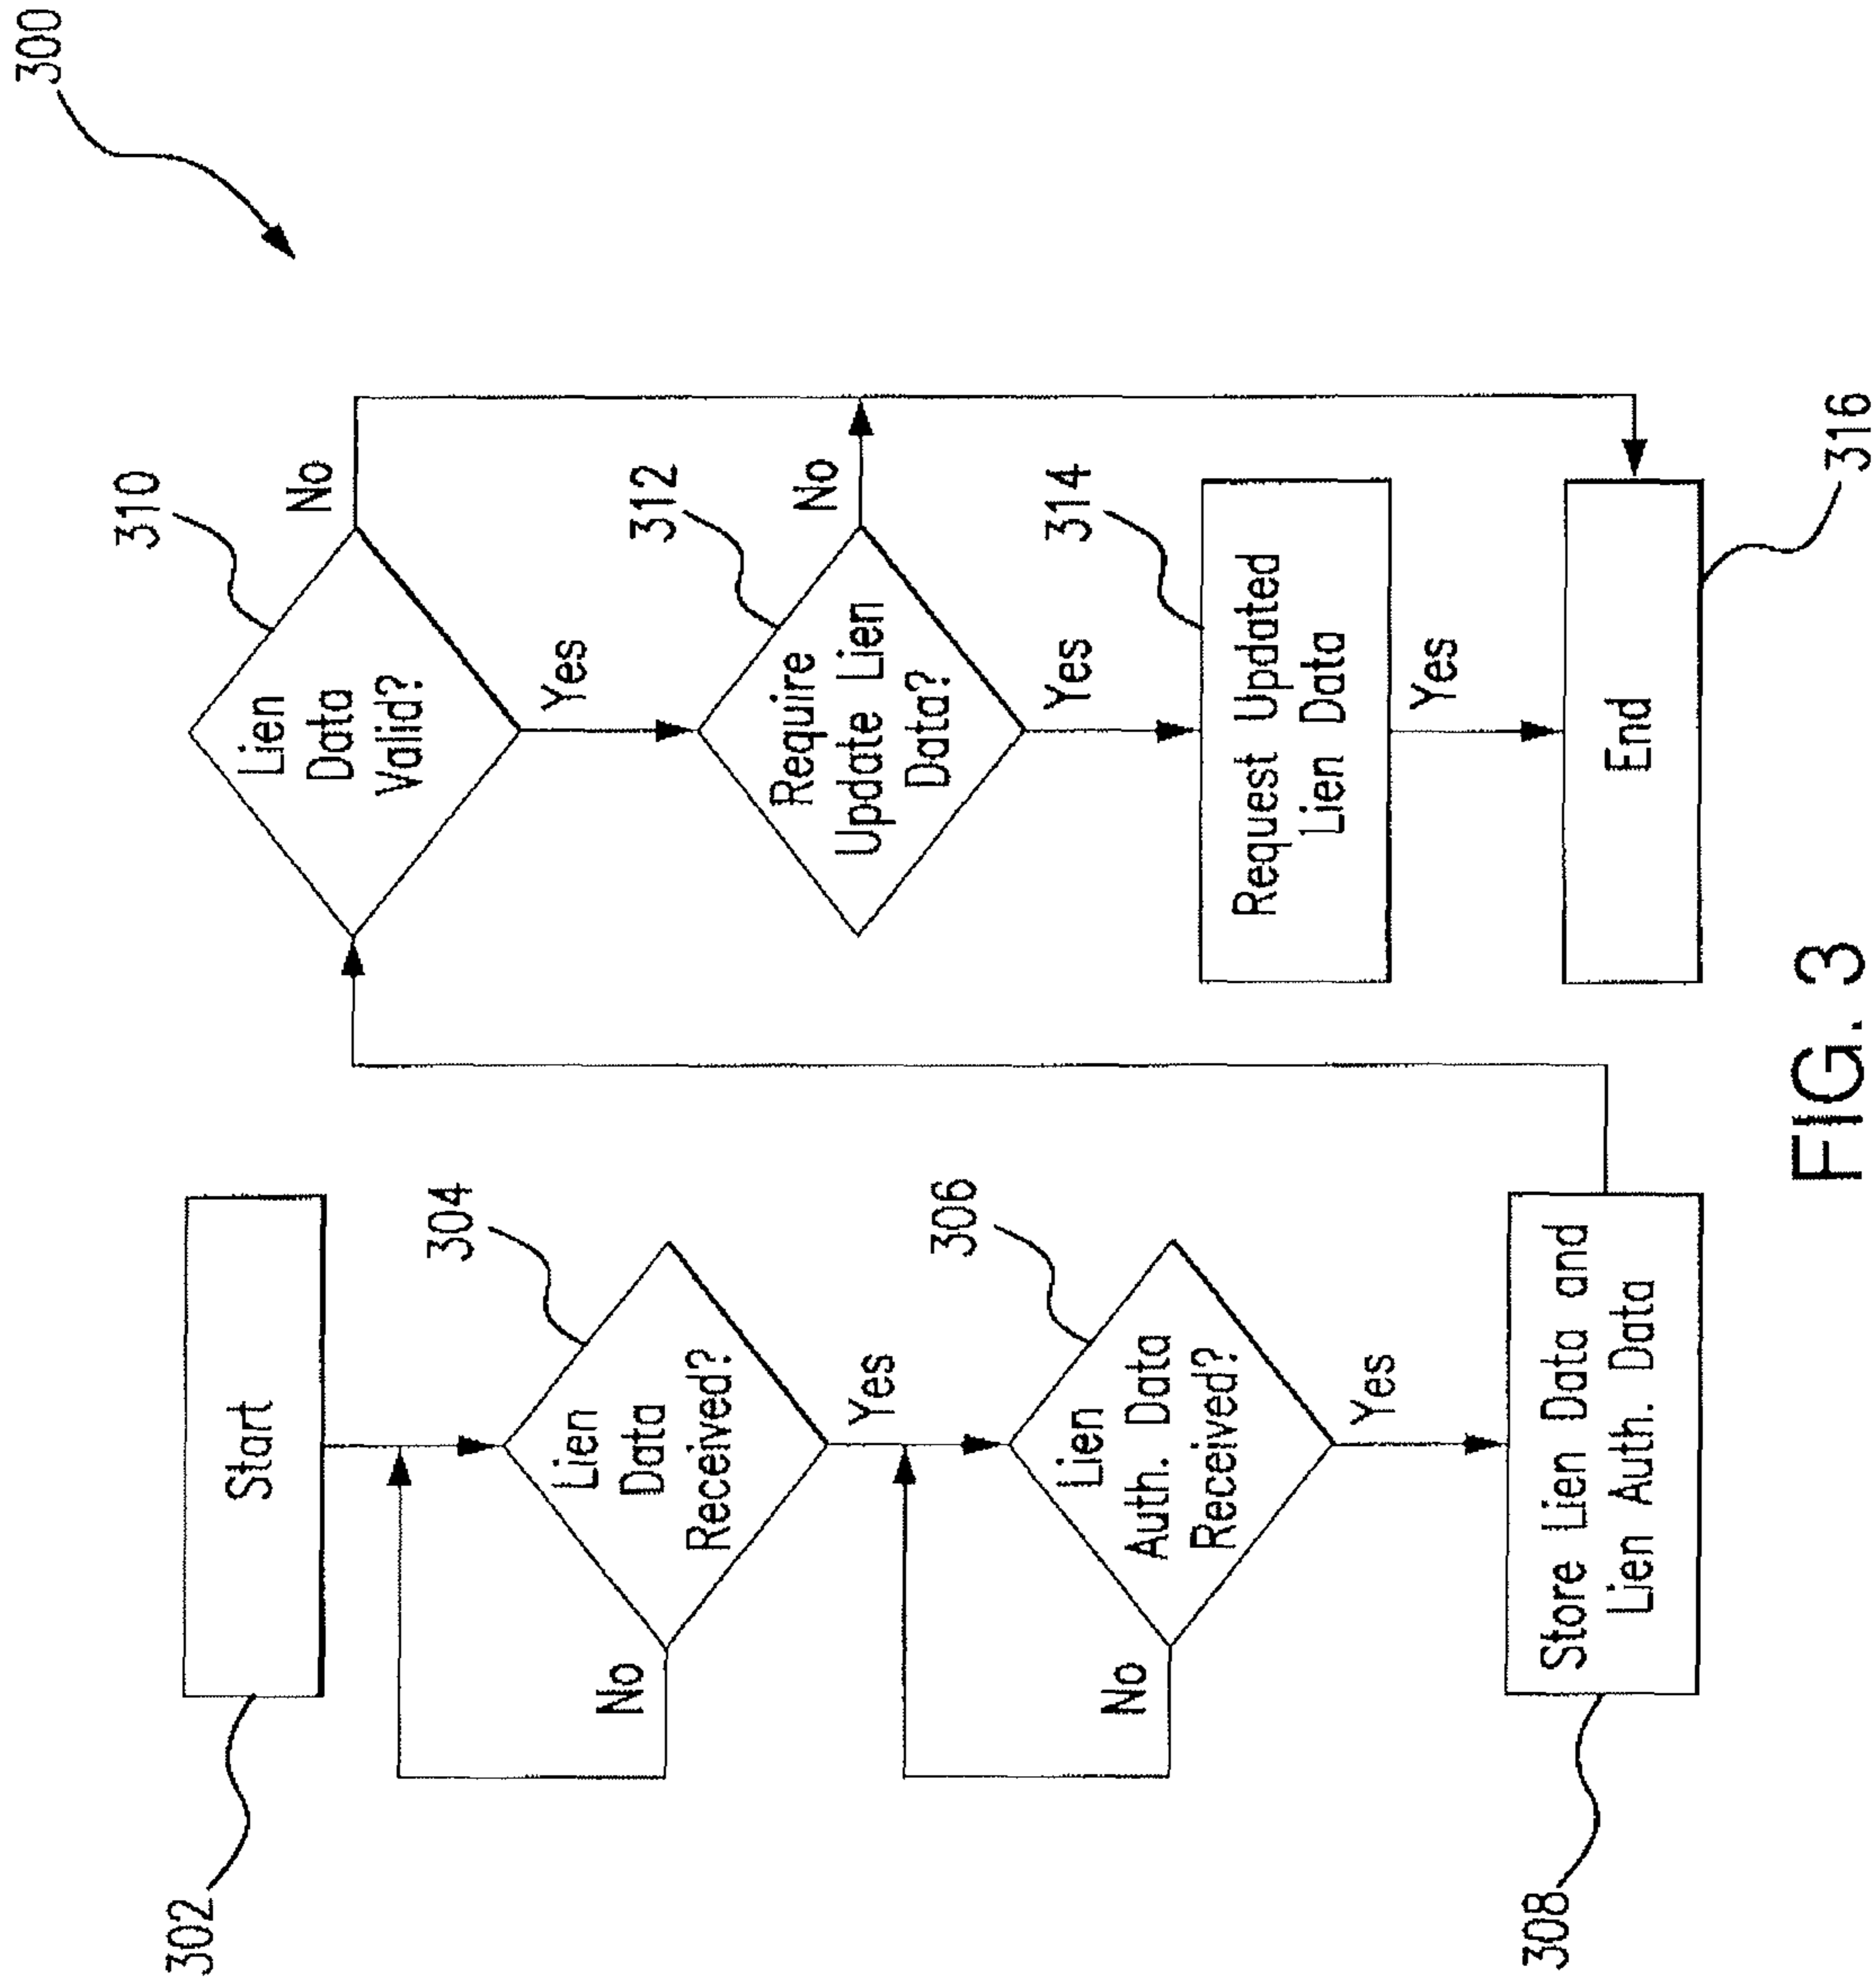 300
302
Start
304
Lien
Data
Received?
No
Yes
306
Lien
Auth. Data
Received?
No
Yes
308
Store Lien Data and
Lien Auth. Data
310
Lien
Data
Valid?
No
Yes
312
Require
Update Lien
Data?
No
Yes
314
Request Updated
Lien Data
Yes
End
316
FIG. 3